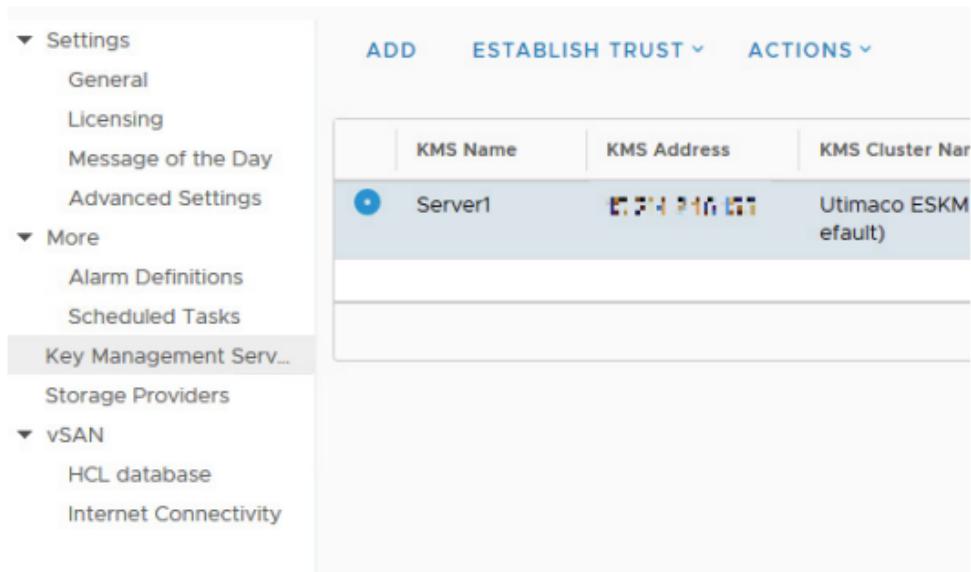 Settings
General
Licensing
Message of the Day
Advanced Settings
More
Alarm Definitions
Scheduled Tasks
Key Management Serv...
Storage Providers
vSAN
HCL database
Internet Connectivity
ADD ESTABLISH TRUST ACTIONS
KMS Name KMS Address KMS Cluster Nar
Server1 Utimaco ESKM
efault)